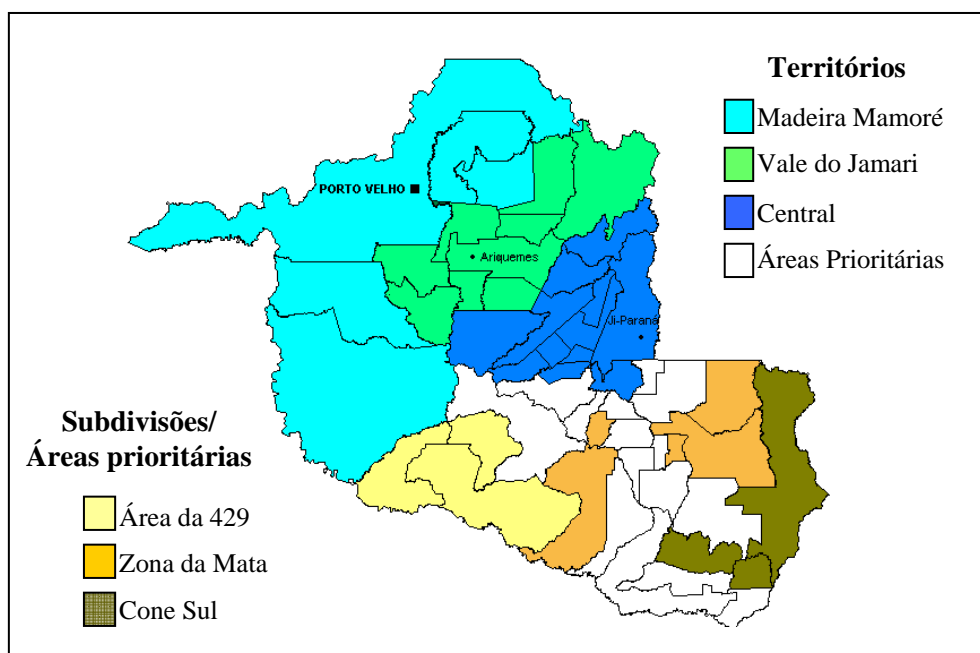 Territórios
Madeira Mamoré
Vale do Jamari
Central
Áreas Prioritárias
PORTO VELHO
Ariquemes
Ji-Paraná
Subdivisões/
Áreas prioritárias
Área da 429
Zona da Mata
Cone Sul